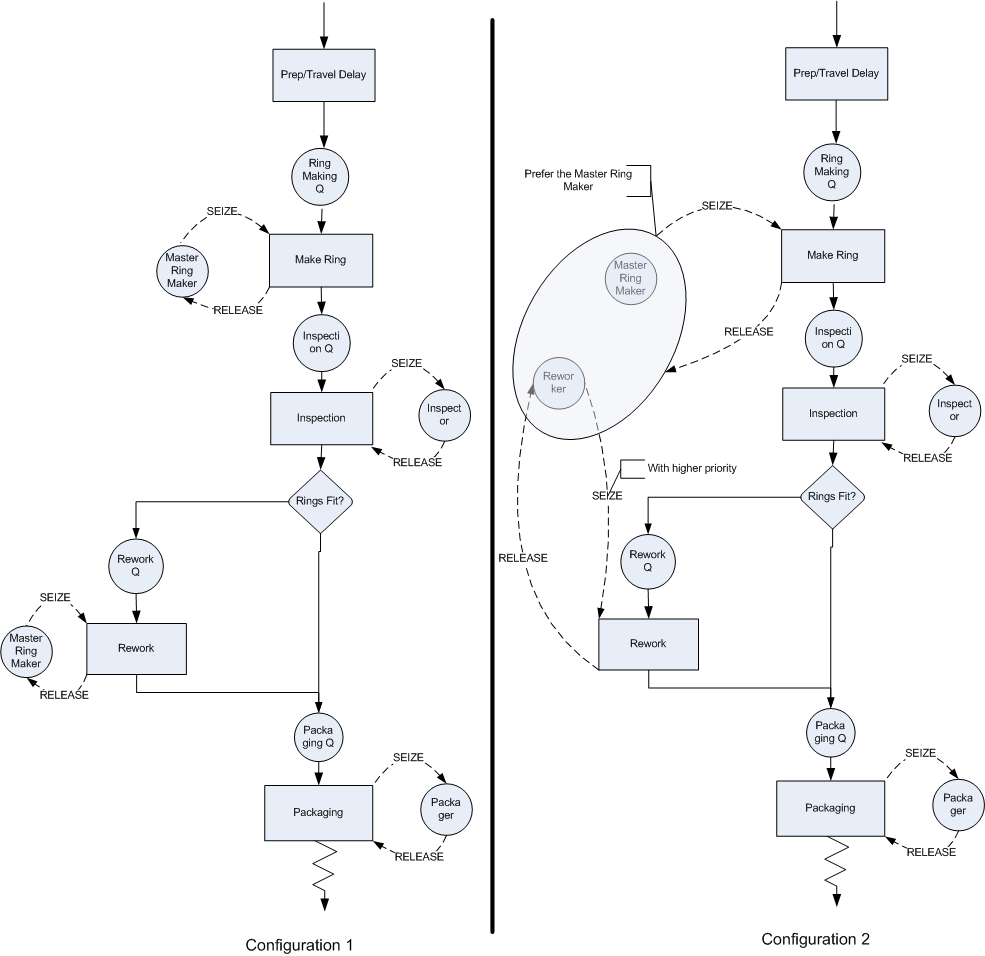 Prep/Travel Delay
Ring
Making
Q
SEIZE
Master
Ring
Maker
Make Ring
RELEASE
Inspecti
on Q
SEIZE
Inspection
Inspect
or
RELEASE
Rings Fit?
Rework
Q
SEIZE
Master
Ring
Maker
Rework
RELEASE
Packa
ging Q
SEIZE
Packaging
Packa
ger
RELEASE
Configuration 1
Prep/Travel Delay
Ring
Making
Q
Prefer the Master Ring
Maker
SEIZE
Master
Ring
Maker
Make Ring
RELEASE
Inspecti
on Q
Rewor
ker
SEIZE
Inspection
Inspect
or
RELEASE
With higher priority
SEIZE
Rings Fit?
RELEASE
Rework
Q
Rework
Packa
ging Q
SEIZE
Packaging
Packa
ger
RELEASE
Configuration 2